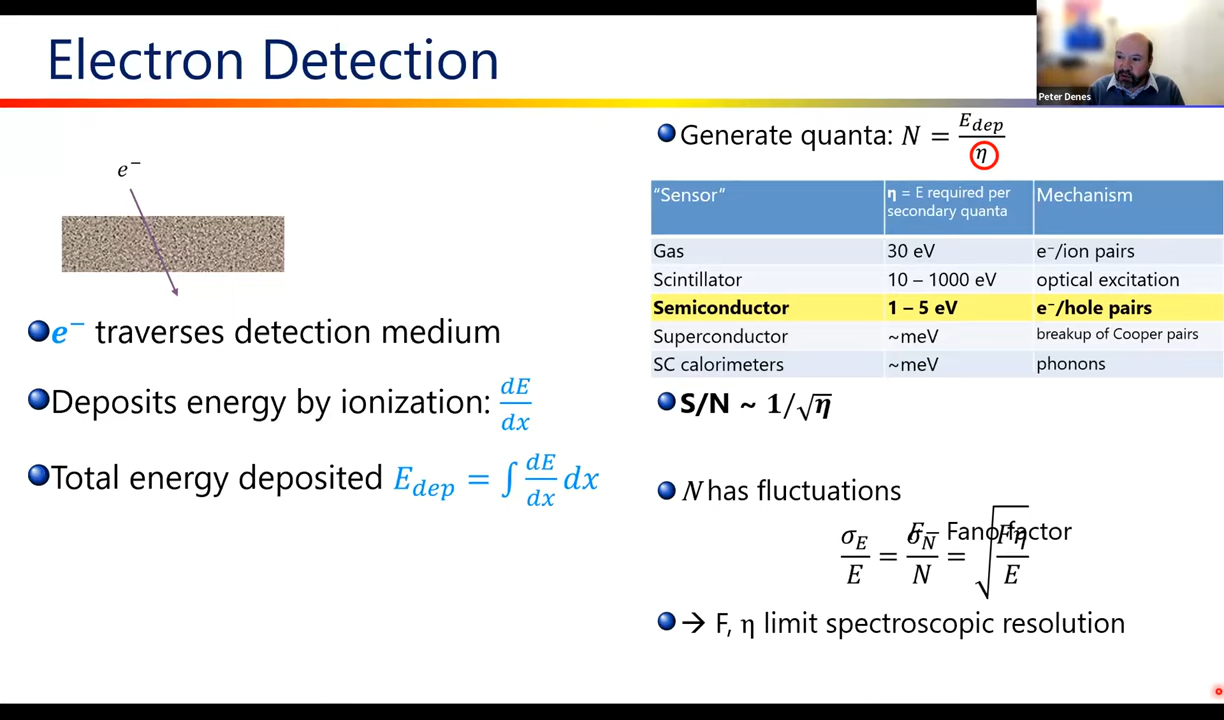 Electron Detection
Peter Denes
e⁻
e⁻ traverses detection medium
Deposits energy by ionization: dE/dx
Total energy deposited E_dep = ∫ dE/dx dx
Generate quanta: N = E_dep/η
“Sensor” η = E required per secondary quanta Mechanism
Gas 30 eV e⁻/ion pairs
Scintillator 10 – 1000 eV optical excitation
Semiconductor 1 – 5 eV e⁻/hole pairs
Superconductor ~meV breakup of Cooper pairs
SC calorimeters ~meV phonons
S/N ~ 1/√η
N has fluctuations
F – Fano factor
σ_E/E = σ_N/N = √(Fη/E)
→ F, η limit spectroscopic resolution